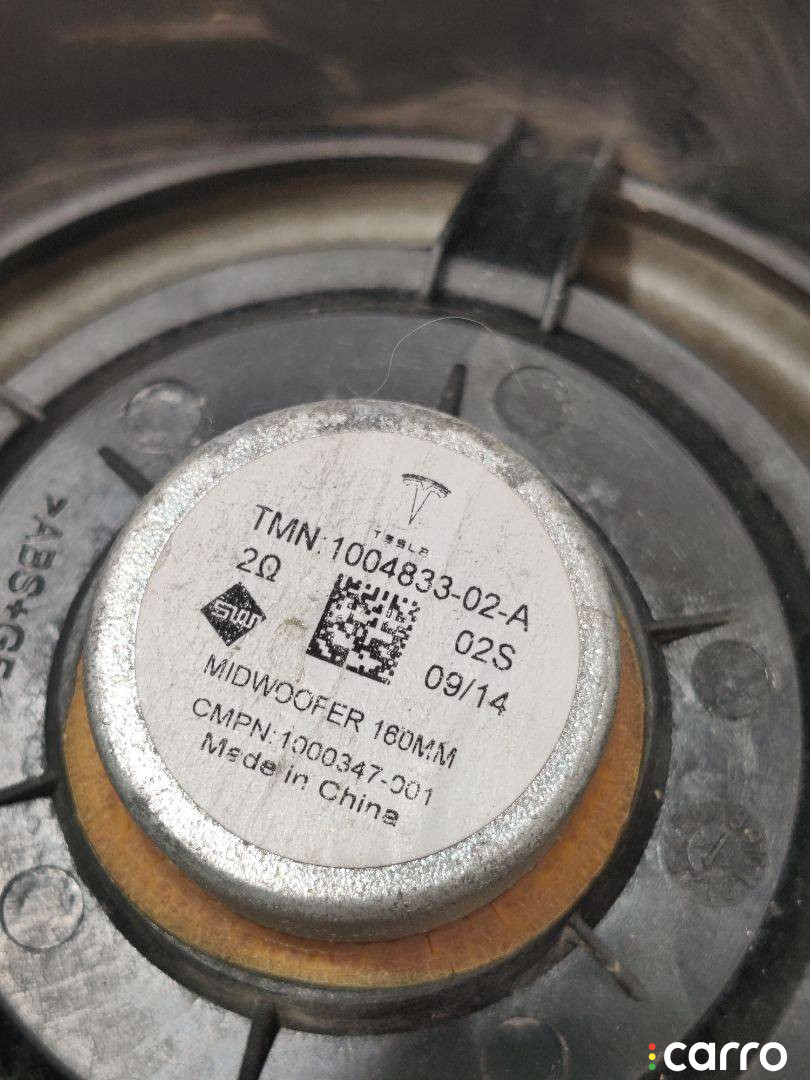 TESLA
TMN:1004833-02-A
2Ω
02S
09/14
MIDWOOFER 160MM
CMPN:1000347-001
Made in China
>ABS+GF
carro